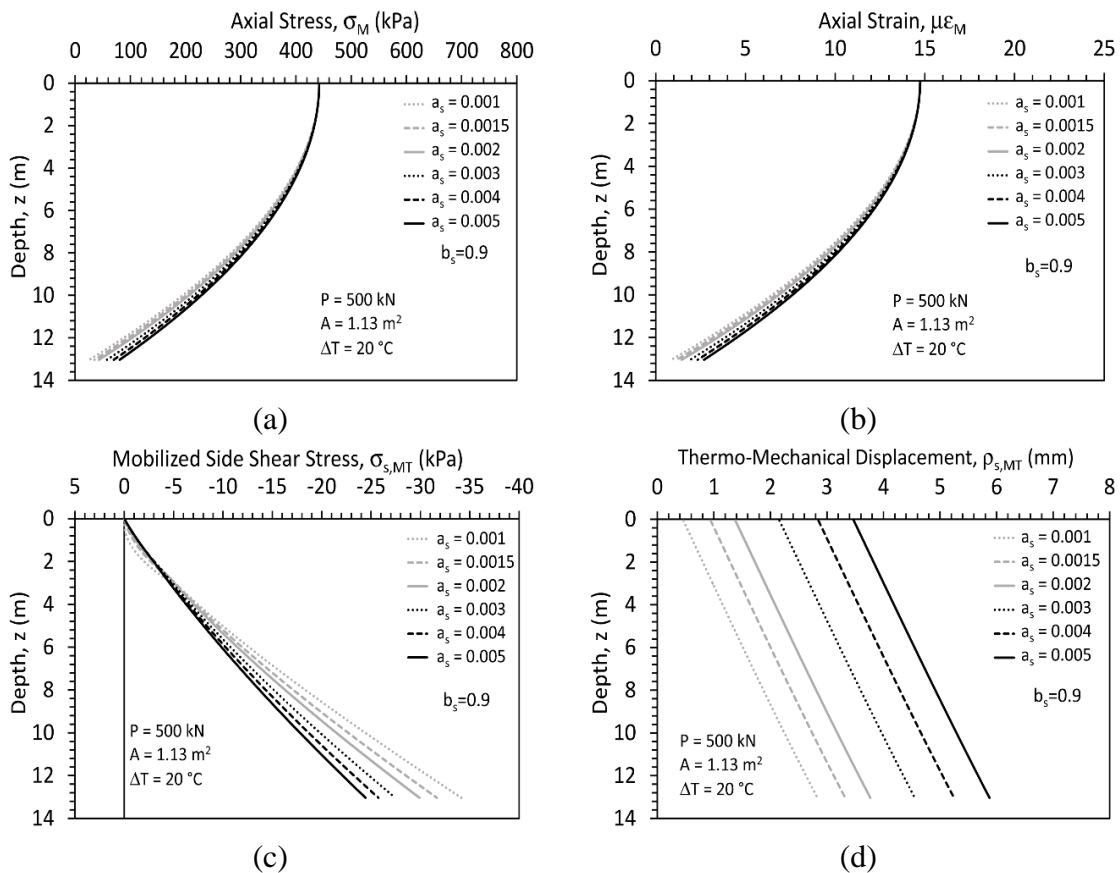 Axial Stress, σM (kPa)
0 100 200 300 400 500 600 700 800
Depth, z (m)
0
2
4
6
8
10
12
14
as = 0.001
as = 0.0015
as = 0.002
as = 0.003
as = 0.004
as = 0.005
bs=0.9
P = 500 kN
A = 1.13 m²
ΔT = 20 °C
(a)
Axial Strain, μεM
0 5 10 15 20 25
Depth, z (m)
0
2
4
6
8
10
12
14
as = 0.001
as = 0.0015
as = 0.002
as = 0.003
as = 0.004
as = 0.005
bs=0.9
P = 500 kN
A = 1.13 m²
ΔT = 20 °C
(b)
Mobilized Side Shear Stress, σs,MT (kPa)
5 0 -5 -10 -15 -20 -25 -30 -35 -40
Depth, z (m)
0
2
4
6
8
10
12
14
as = 0.001
as = 0.0015
as = 0.002
as = 0.003
as = 0.004
as = 0.005
bs=0.9
P = 500 kN
A = 1.13 m²
ΔT = 20 °C
(c)
Thermo-Mechanical Displacement, ρs,MT (mm)
0 1 2 3 4 5 6 7 8
Depth, z (m)
0
2
4
6
8
10
12
14
as = 0.001
as = 0.0015
as = 0.002
as = 0.003
as = 0.004
as = 0.005
bs=0.9
P = 500 kN
A = 1.13 m²
ΔT = 20 °C
(d)